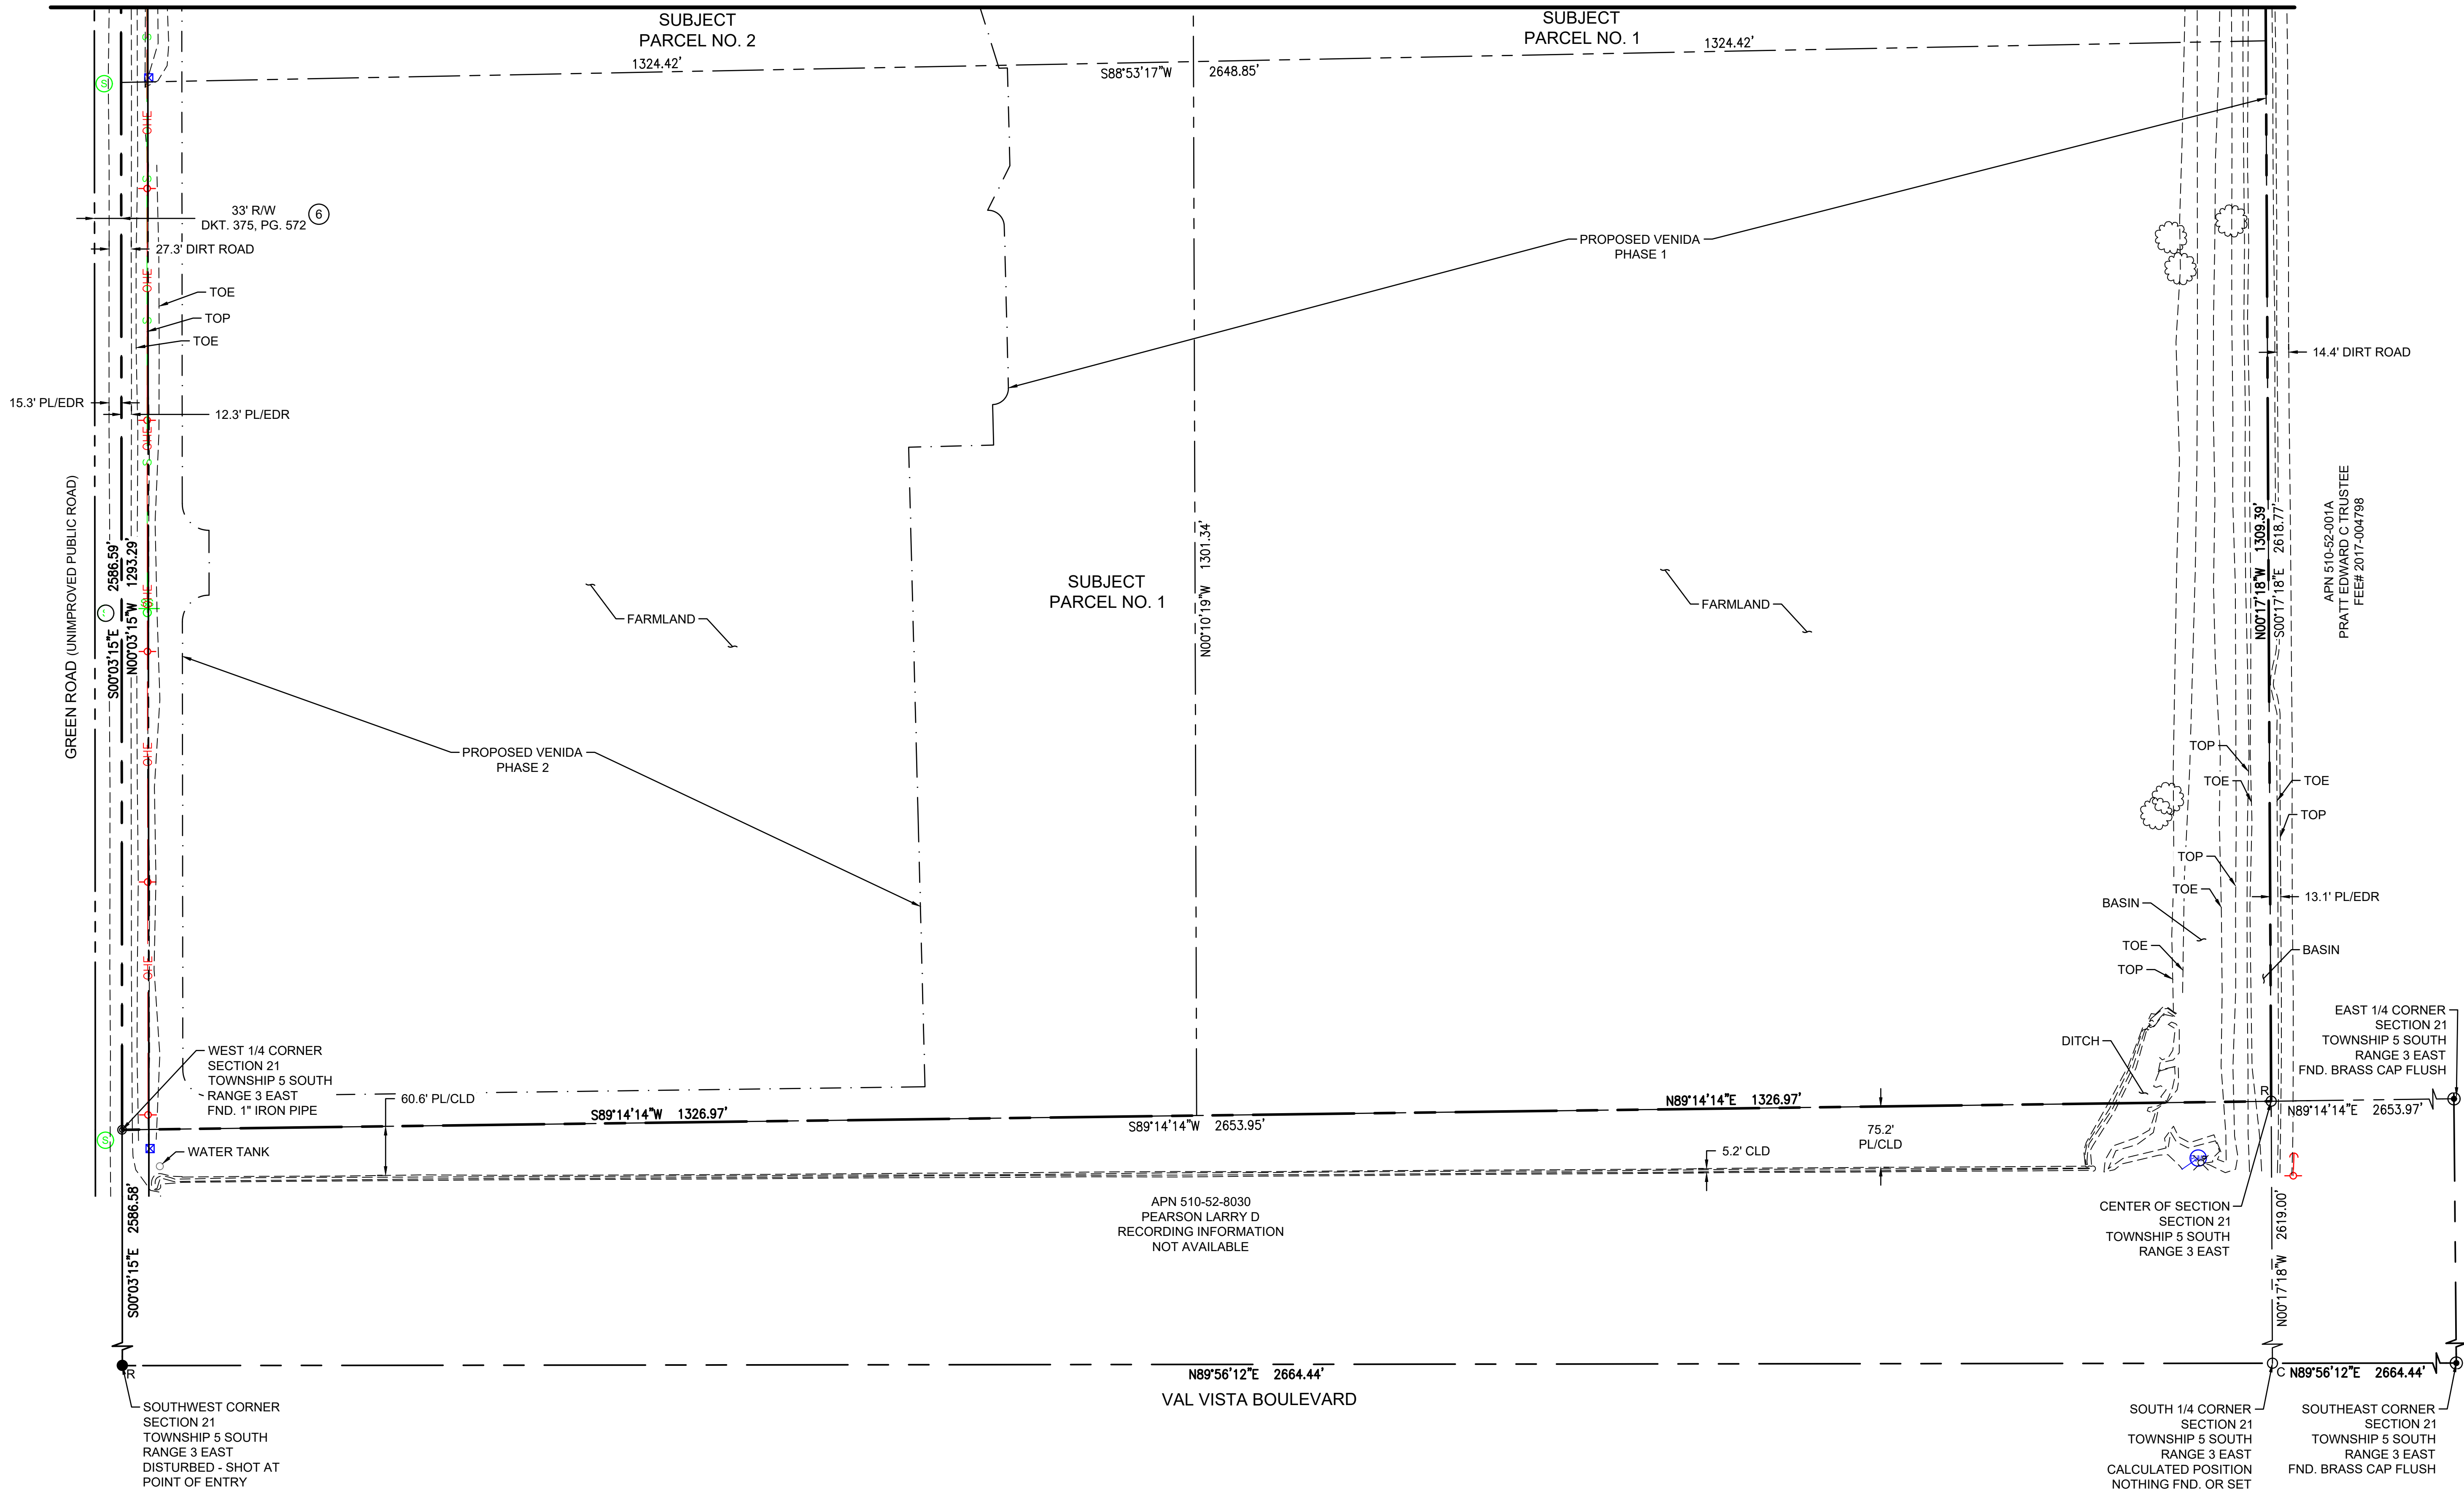 SUBJECT
PARCEL NO. 2
SUBJECT
PARCEL NO. 1
1324.42'
1324.42'
S88°53'17"W 2648.85'
S
OHE
S
33' R/W
DKT. 375, PG. 572
6
27.3' DIRT ROAD
PROPOSED VENIDA
PHASE 1
OHE
TOE
TOP
S
TOE
14.4' DIRT ROAD
15.3' PL/EDR
12.3' PL/EDR
OHE
S
GREEN ROAD (UNIMPROVED PUBLIC ROAD)
S00°03'15"E 2586.59'
N00°03'15"W 1293.29'
OHE
FARMLAND
SUBJECT
PARCEL NO. 1
N00°10'19"W 1301.34'
FARMLAND
N00°17'18"W 1309.39'
S00°17'18"E 2618.77'
APN 510-52-001A
PRATT EDWARD C TRUSTEE
FEE# 2017-004798
PROPOSED VENIDA
PHASE 2
OHE
TOP
TOE
TOE
TOP
TOP
TOE
13.1' PL/EDR
BASIN
TOE
BASIN
TOP
OHE
EAST 1/4 CORNER
SECTION 21
TOWNSHIP 5 SOUTH
RANGE 3 EAST
FND. BRASS CAP FLUSH
DITCH
WEST 1/4 CORNER
SECTION 21
TOWNSHIP 5 SOUTH
RANGE 3 EAST
FND. 1" IRON PIPE
60.6' PL/CLD
S89°14'14"W 1326.97'
N89°14'14"E 1326.97'
R
N89°14'14"E 2653.97'
S89°14'14"W 2653.95'
75.2'
PL/CLD
S
WATER TANK
5.2' CLD
APN 510-52-8030
PEARSON LARRY D
RECORDING INFORMATION
NOT AVAILABLE
CENTER OF SECTION
SECTION 21
TOWNSHIP 5 SOUTH
RANGE 3 EAST
S00°03'15"E 2586.58'
N00°17'18"W 2619.00'
R
N89°56'12"E 2664.44'
C
N89°56'12"E 2664.44'
VAL VISTA BOULEVARD
SOUTHWEST CORNER
SECTION 21
TOWNSHIP 5 SOUTH
RANGE 3 EAST
DISTURBED - SHOT AT
POINT OF ENTRY
SOUTH 1/4 CORNER
SECTION 21
TOWNSHIP 5 SOUTH
RANGE 3 EAST
CALCULATED POSITION
NOTHING FND. OR SET
SOUTHEAST CORNER
SECTION 21
TOWNSHIP 5 SOUTH
RANGE 3 EAST
FND. BRASS CAP FLUSH